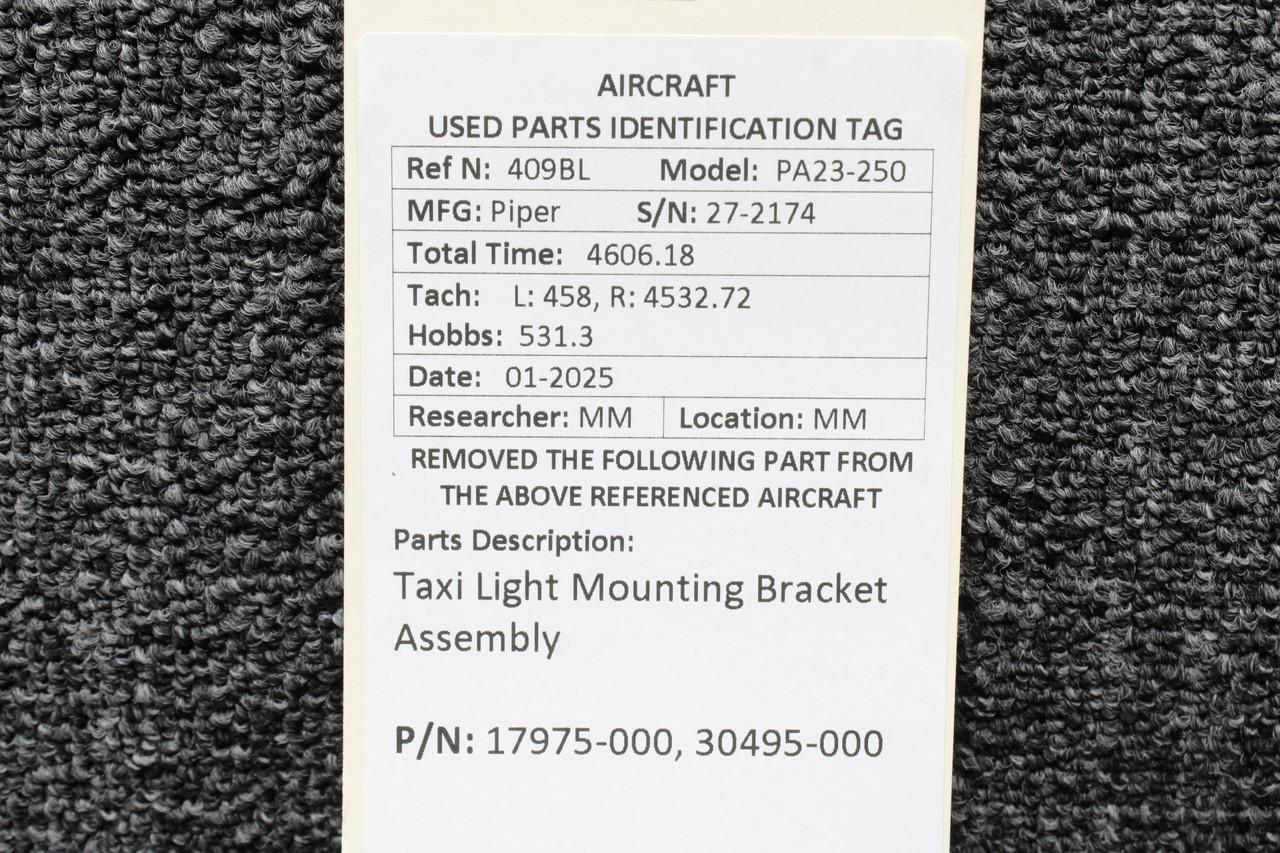 AIRCRAFT
USED PARTS IDENTIFICATION TAG
Ref N: 409BL Model: PA23-250
MFG: Piper S/N: 27-2174
Total Time: 4606.18
Tach: L: 458, R: 4532.72
Hobbs: 531.3
Date: 01-2025
Researcher: MM Location: MM
REMOVED THE FOLLOWING PART FROM
THE ABOVE REFERENCED AIRCRAFT
Parts Description:
Taxi Light Mounting Bracket
Assembly
P/N: 17975-000, 30495-000